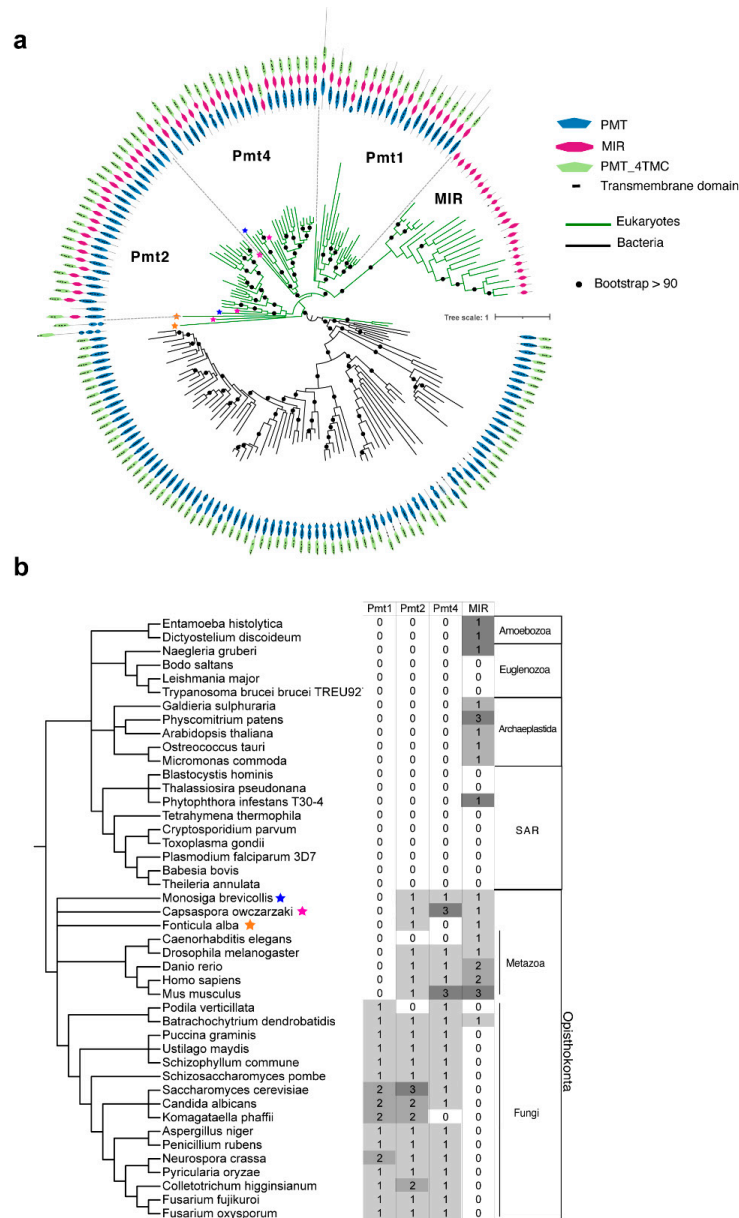 a
Pmt4
Pmt1
MIR
Pmt2
PMT
MIR
PMT_4TMC
Transmembrane domain
Eukaryotes
Bacteria
Bootstrap > 90
Tree scale: 1
b
Pmt1 Pmt2 Pmt4 MIR
Entamoeba histolytica 0 0 0 1
Dictyostelium discoideum 0 0 0 1
Amoebozoa
Naegleria gruberi 0 0 0 1
Bodo saltans 0 0 0 0
Leishmania major 0 0 0 0
Trypanosoma brucei brucei TREU927 0 0 0 0
Euglenozoa
Galdieria sulphuraria 0 0 0 1
Physcomitrium patens 0 0 0 3
Arabidopsis thaliana 0 0 0 1
Ostreococcus tauri 0 0 0 1
Micromonas commoda 0 0 0 1
Archaeplastida
Blastocystis hominis 0 0 0 0
Thalassiosira pseudonana 0 0 0 0
Phytophthora infestans T30-4 0 0 0 1
Tetrahymena thermophila 0 0 0 0
Cryptosporidium parvum 0 0 0 0
Toxoplasma gondii 0 0 0 0
Plasmodium falciparum 3D7 0 0 0 0
Babesia bovis 0 0 0 0
Theileria annulata 0 0 0 0
SAR
Monosiga brevicollis 0 1 1 1
Capsaspora owczarzaki 0 1 3 1
Fonticula alba 0 1 0 1
Caenorhabditis elegans 0 0 0 1
Drosophila melanogaster 0 1 1 1
Danio rerio 0 1 1 2
Homo sapiens 0 1 1 2
Mus musculus 0 1 3 3
Metazoa
Podila verticillata 1 0 1 0
Batrachochytrium dendrobatidis 1 1 1 1
Puccina graminis 1 1 1 0
Ustilago maydis 1 1 1 0
Schizophyllum commune 1 1 1 0
Schizosaccharomyces pombe 1 1 1 0
Saccharomyces cerevisiae 2 3 1 0
Candida albicans 2 2 1 0
Komagataella phaffii 2 2 0 0
Aspergillus niger 1 1 1 0
Penicillium rubens 1 1 1 0
Neurospora crassa 2 1 1 0
Pyricularia oryzae 1 1 1 0
Colletotrichum higginsianum 1 2 1 0
Fusarium fujikuroi 1 1 1 0
Fusarium oxysporum 1 1 1 0
Fungi
Opisthokonta